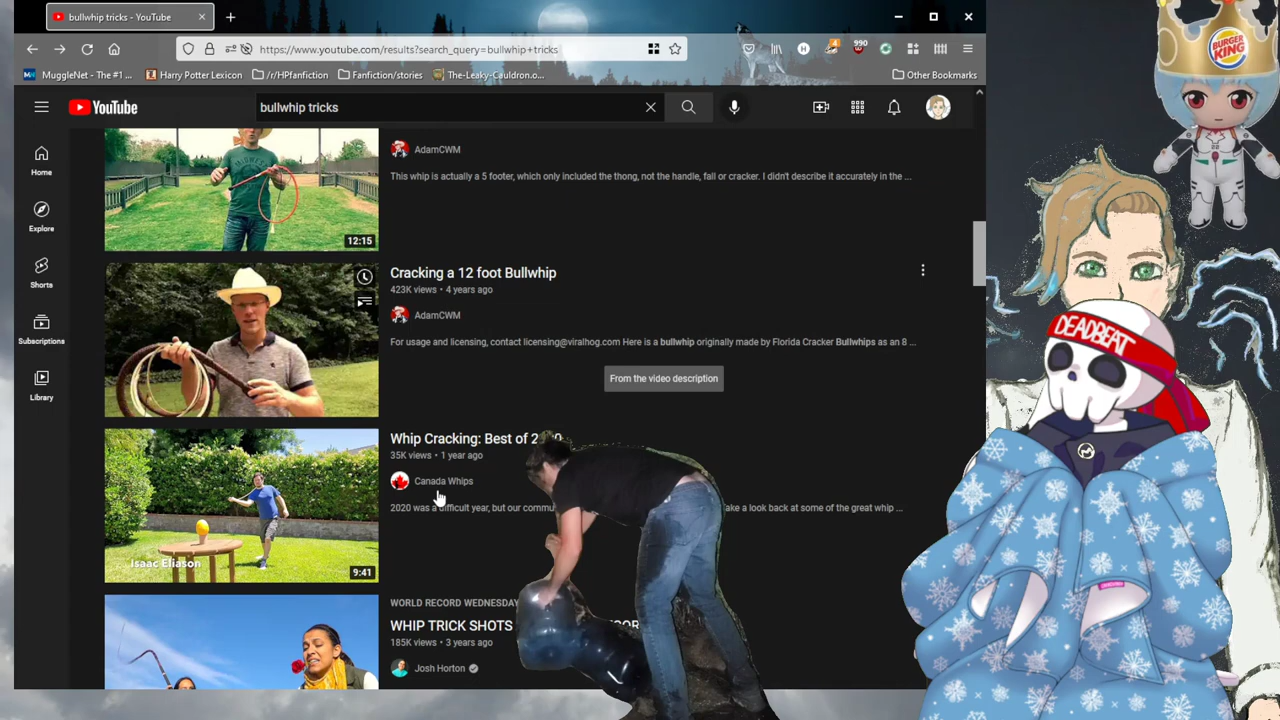 bullwhip tricks - YouTube
https://www.youtube.com/results?search_query=bullwhip+tricks
4
990
MuggleNet - The #1 ...
Harry Potter Lexicon
/r/HPfanfiction
Fanfiction/stories
The-Leaky-Cauldron.o...
Other Bookmarks
YouTube
bullwhip tricks
Home
Explore
Shorts
Subscriptions
Library
AdamCWM
This whip is actually a 5 footer, which only included the thong, not the handle, fall or cracker. I didn't describe it accurately in the ...
12:15
Cracking a 12 foot Bullwhip
423K views • 4 years ago
AdamCWM
For usage and licensing, contact licensing@viralhog.com Here is a bullwhip originally made by Florida Cracker Bullwhips as an 8 ...
From the video description
Whip Cracking: Best of
35K views • 1 year ago
Canada Whips
2020 was a difficult year, but our
ake a look back at some of the great whip ...
Isaac Eliason
9:41
WORLD RECORD WEDNESDAY
WHIP TRICK SHOTS
185K views • 3 years ago
Josh Horton
BURGER KING
DEADBEAT